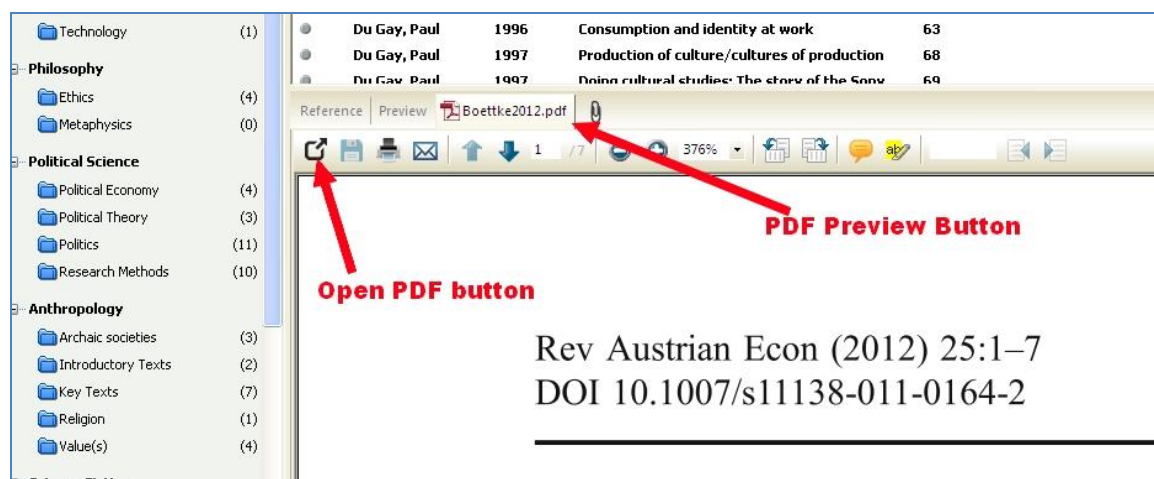 Technology (1)
Philosophy
Ethics (4)
Metaphysics (0)
Political Science
Political Economy (4)
Political Theory (3)
Politics (11)
Research Methods (10)
Anthropology
Archaic societies (3)
Introductory Texts (2)
Key Texts (7)
Religion (1)
Value(s) (4)
Du Gay, Paul 1996 Consumption and identity at work 63
Du Gay, Paul 1997 Production of culture/cultures of production 68
Du Gay, Paul 1997 Doing cultural studies: The story of the Sony 69
Reference Preview Boettke2012.pdf
1 /7 376% ab
PDF Preview Button
Open PDF button
Rev Austrian Econ (2012) 25:1–7
DOI 10.1007/s11138-011-0164-2